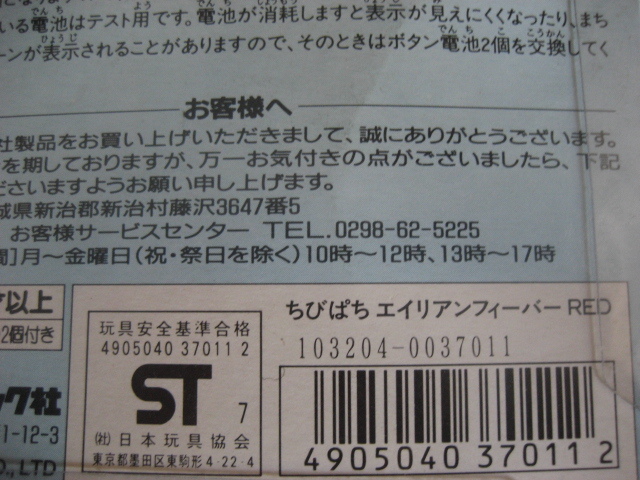 いる電池はテスト用です。電池が消耗しますと表示が見えにくくなったり、まち
ーンが表示されることがありますので、そのときはボタン電池2個を交換してく
お客様へ
社製品をお買い上げいただきまして、誠にありがとうございます。
を期しておりますが、万一お気付きの点がございましたら、下記
ださいますようお願い申し上げます。
城県新治郡新治村藤沢3647番5
お客様サービスセンター TEL.0298-62-5225
間]月〜金曜日(祝・祭日を除く)10時〜12時、13時〜17時
才以上
2個付き
ック社
1-12-3
O., LTD
玩具安全基準合格
4905040 37011 2
ST 7
(社)日本玩具協会
東京都墨田区東駒形4-22-4
ちびぱち エイリアンフィーバー RED
103204-0037011
4 905040 370112